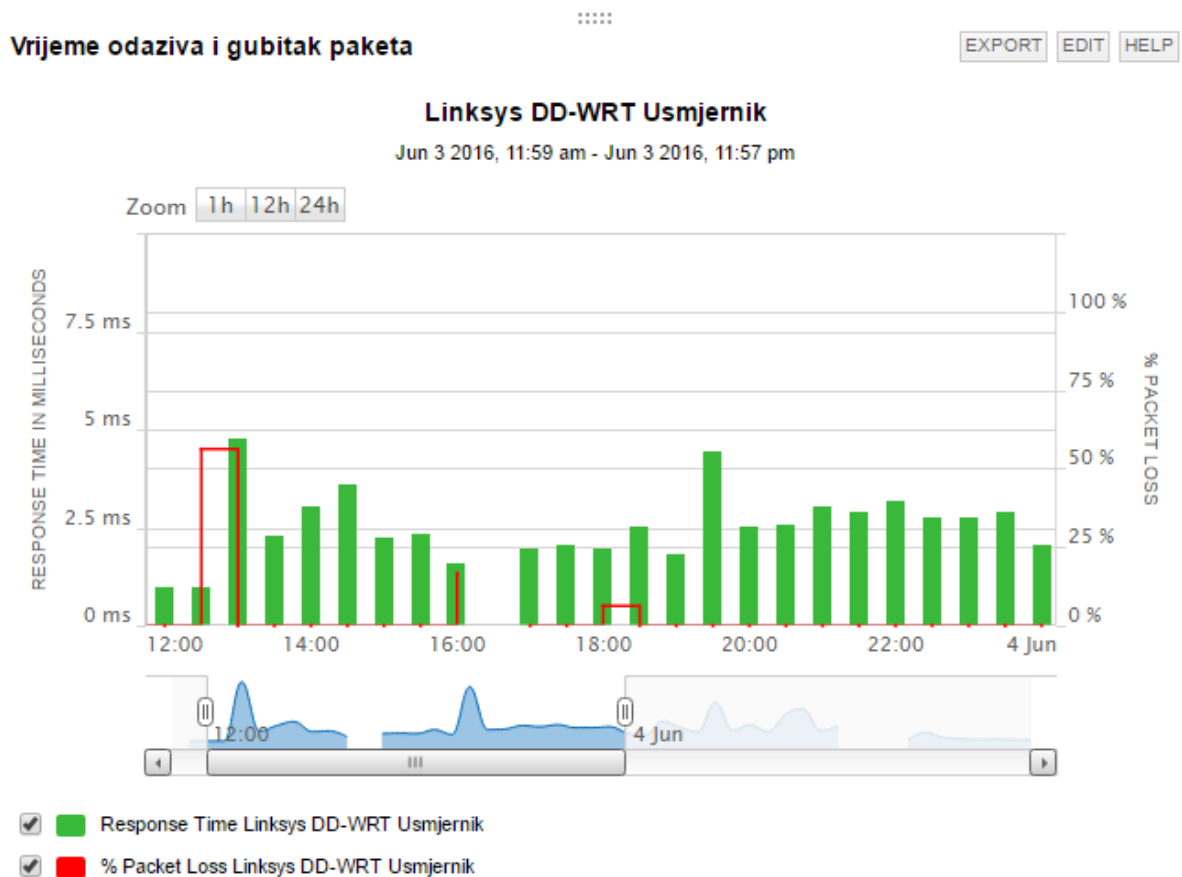 Vrijeme odaziva i gubitak paketa
EXPORT EDIT HELP
Linksys DD-WRT Usmjernik
Jun 3 2016, 11:59 am - Jun 3 2016, 11:57 pm
Zoom 1h 12h 24h
RESPONSE TIME IN MILLISECONDS
7.5 ms
5 ms
2.5 ms
0 ms
100 %
75 %
50 %
25 %
0 %
% PACKET LOSS
12:00 14:00 16:00 18:00 20:00 22:00 4 Jun
12:00 4 Jun
Response Time Linksys DD-WRT Usmjernik
% Packet Loss Linksys DD-WRT Usmjernik